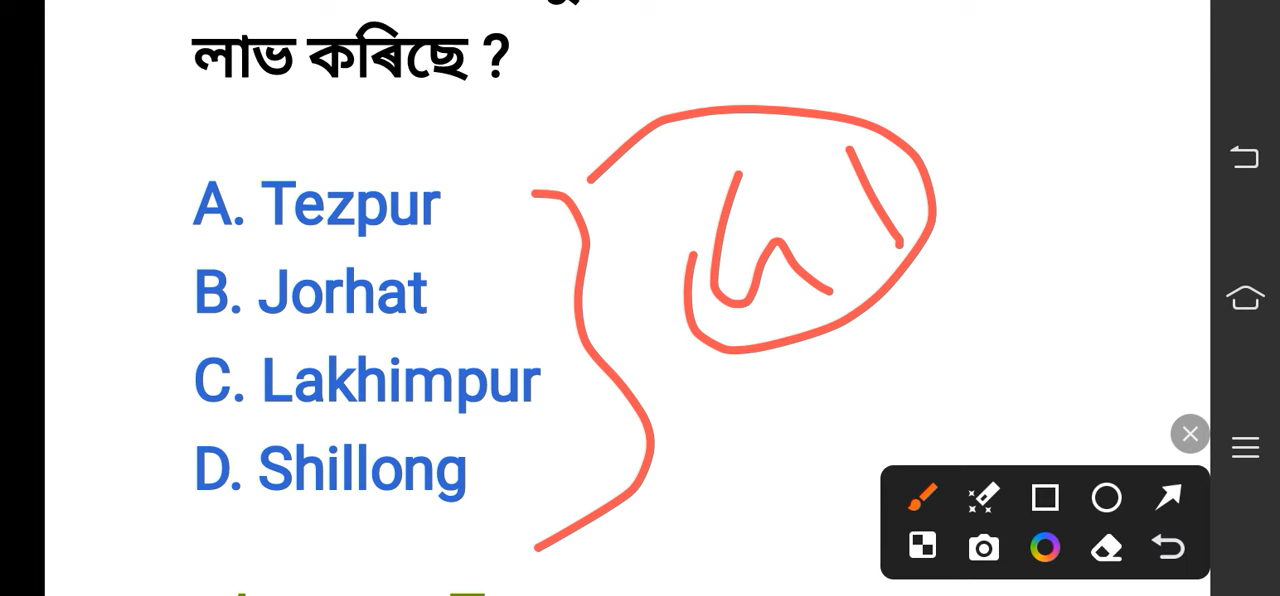 লাভ কৰিছে ?
A. Tezpur
B. Jorhat
C. Lakhimpur
D. Shillong